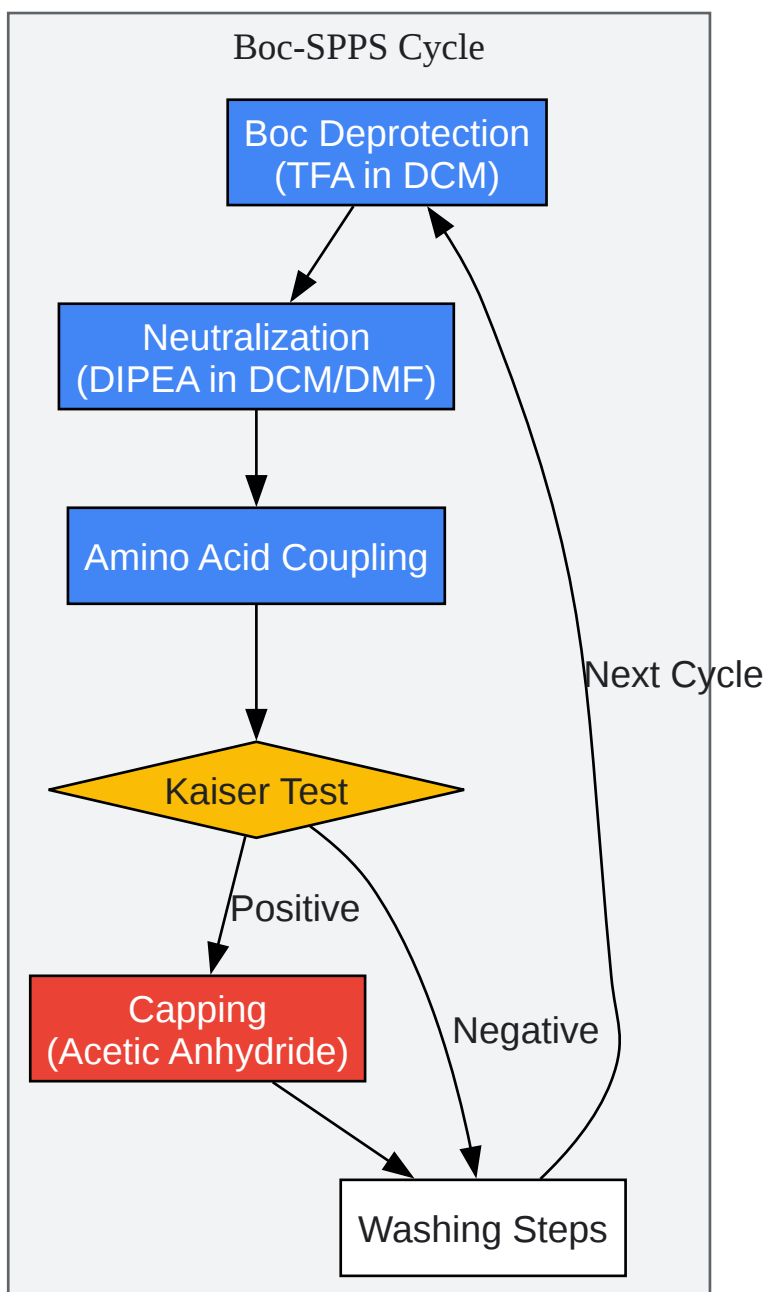 Boc-SPPS Cycle
Boc Deprotection
(TFA in DCM)
Neutralization
(DIPEA in DCM/DMF)
Amino Acid Coupling
Next Cycle
Kaiser Test
Positive
Capping
(Acetic Anhydride)
Negative
Washing Steps